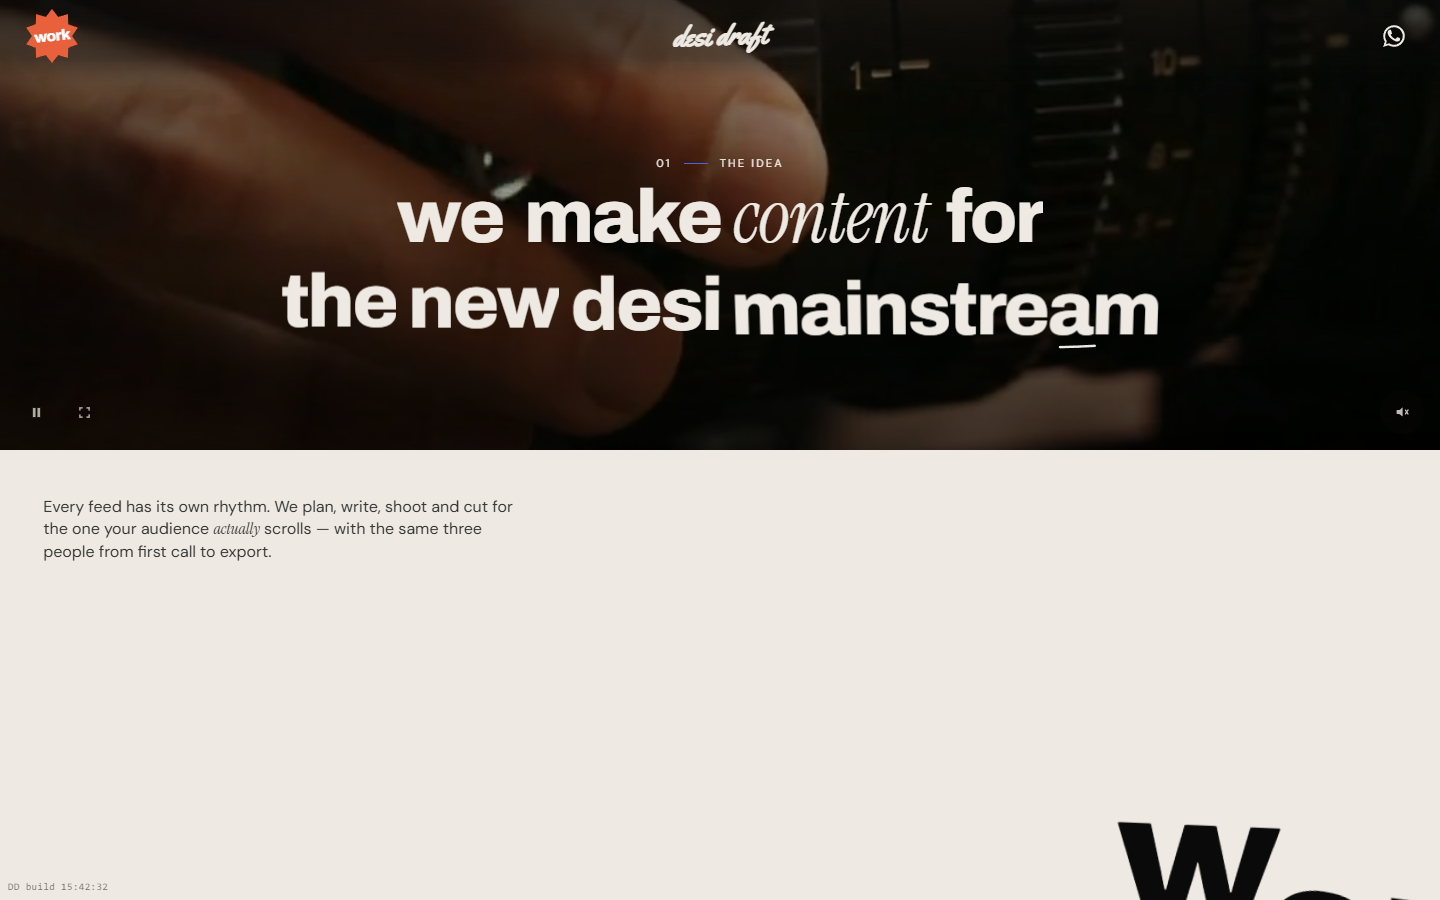 work
desi draft
1
10
01 — THE IDEA
we make content for
the new desi mainstream
Every feed has its own rhythm. We plan, write, shoot and cut for
the one your audience actually scrolls — with the same three
people from first call to export.
DD build 15:42:32